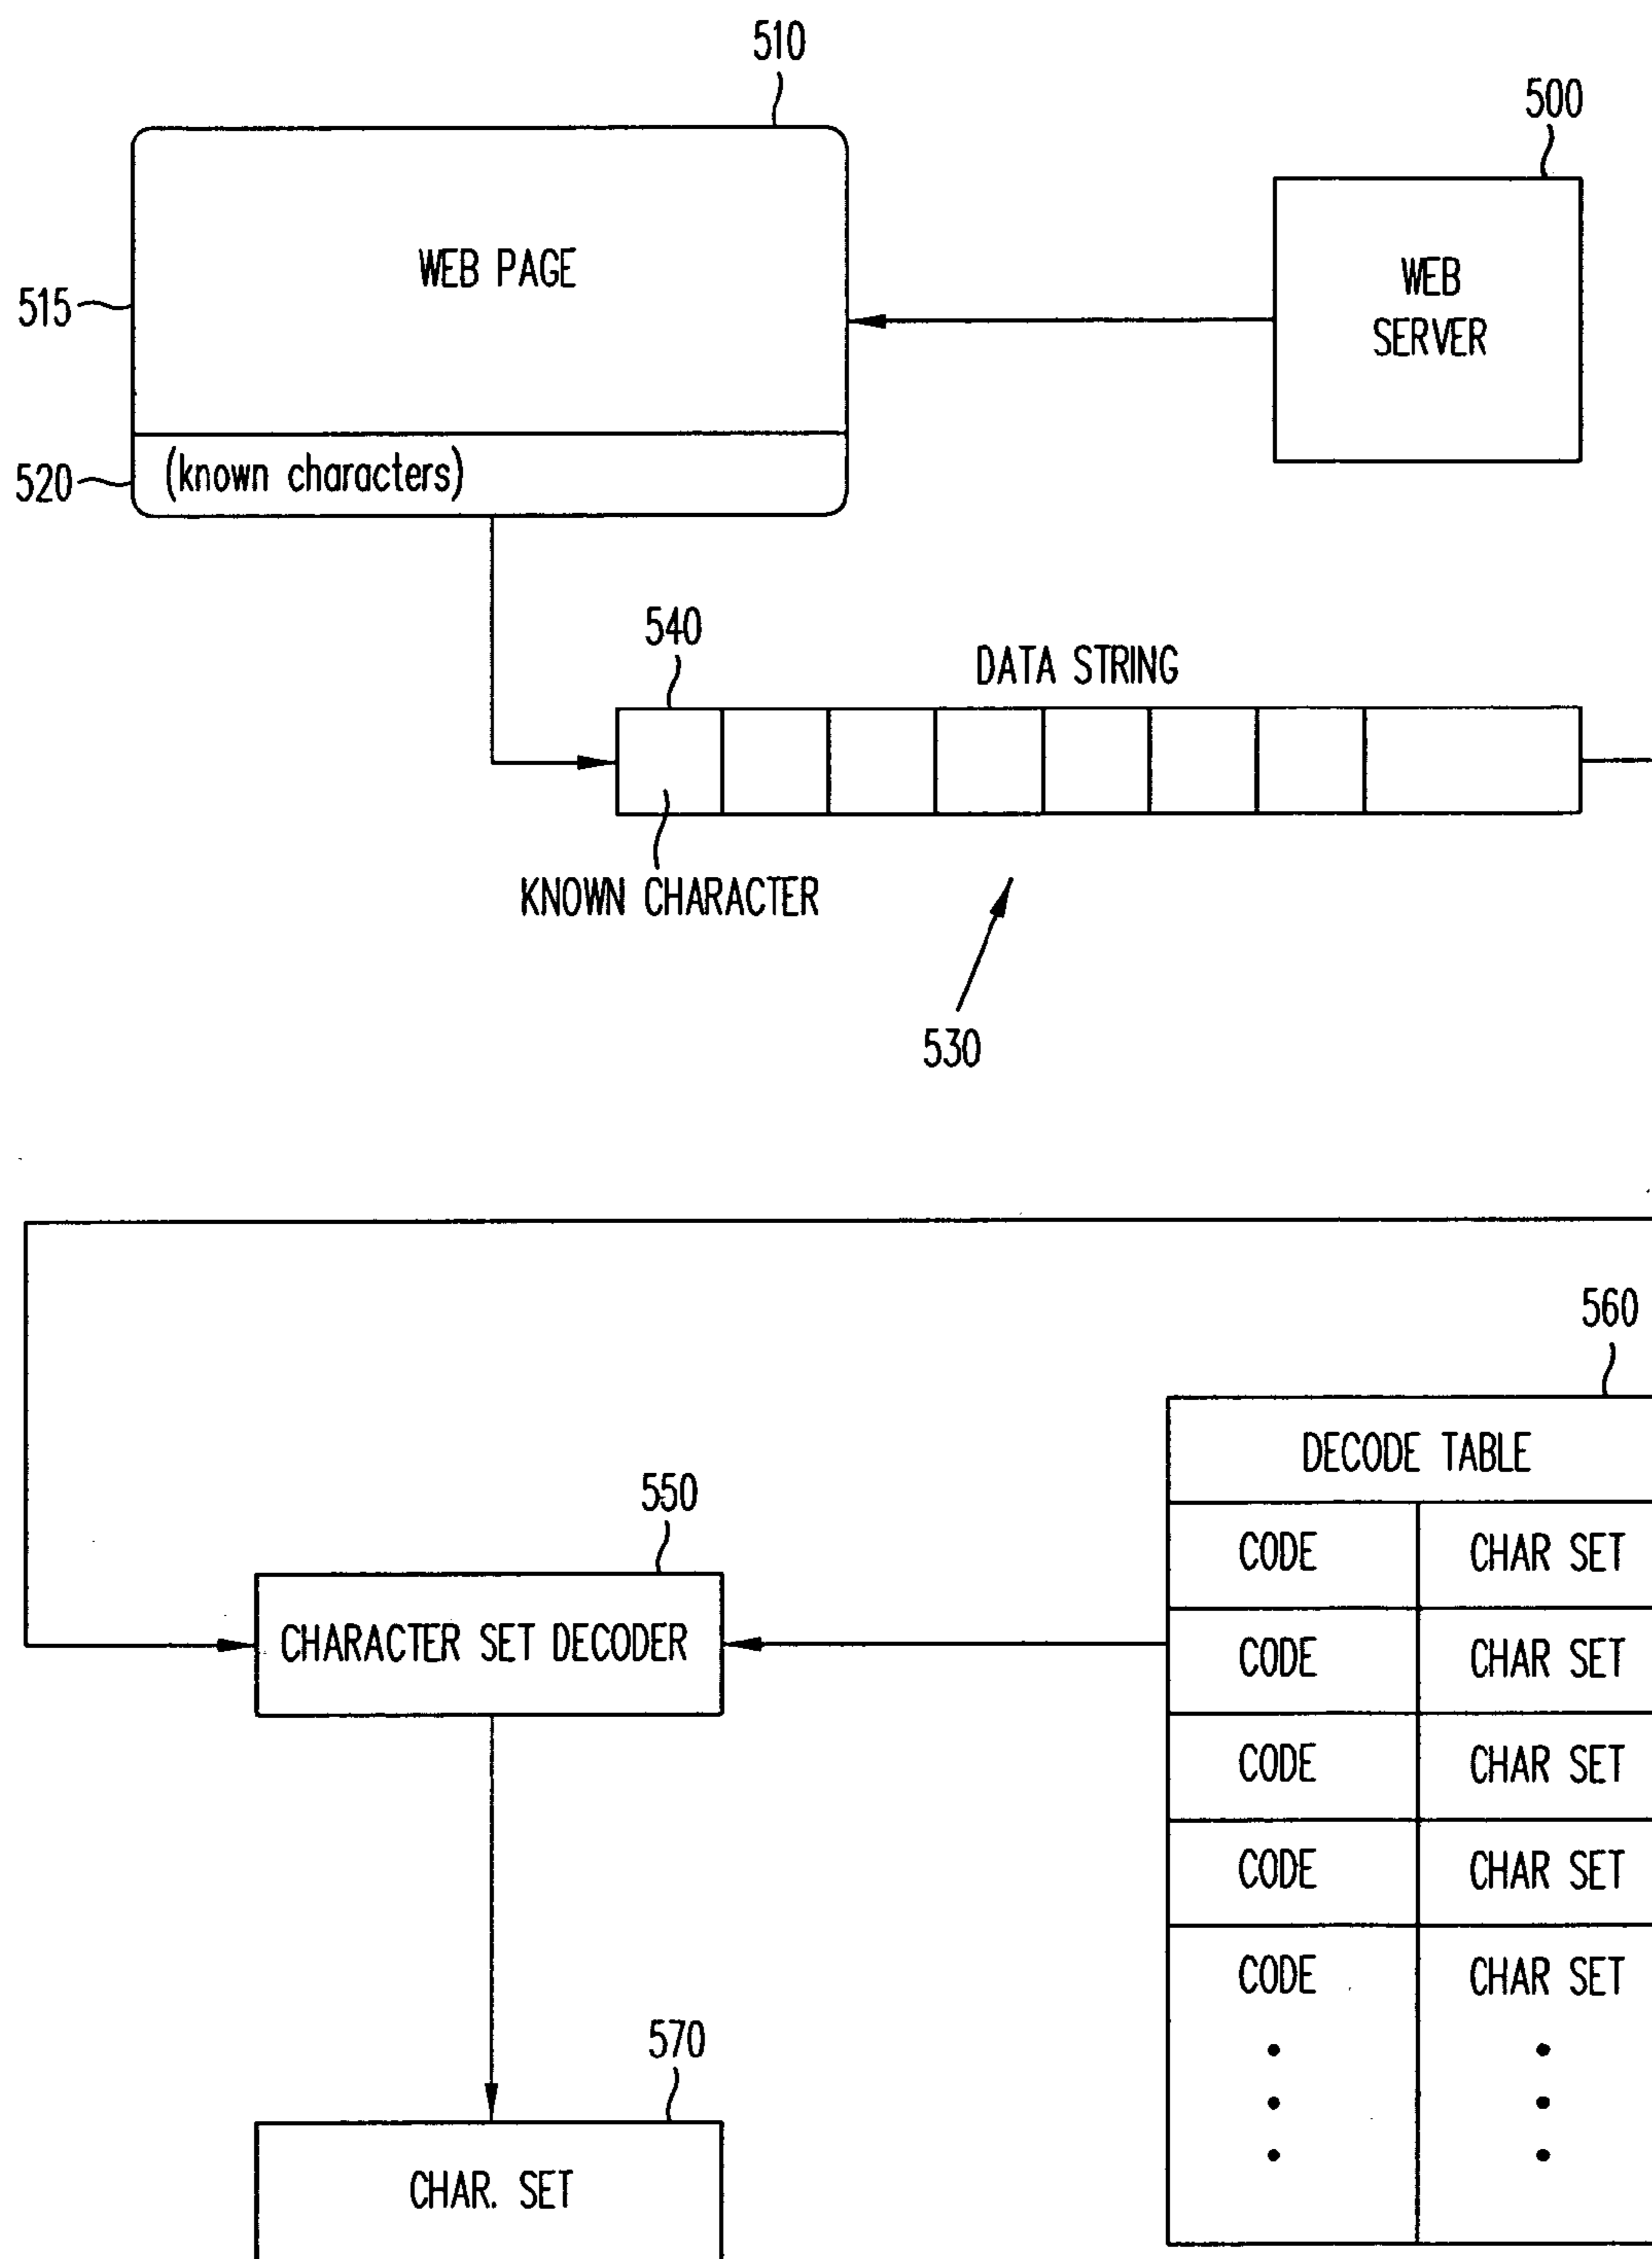 510
500
WEB PAGE
WEB
SERVER
515
520
(known characters)
540
DATA STRING
KNOWN CHARACTER
530
560
DECODE TABLE
550
CODE CHAR SET
CHARACTER SET DECODER
CODE CHAR SET
CODE CHAR SET
CODE CHAR SET
CODE CHAR SET
570
CHAR. SET